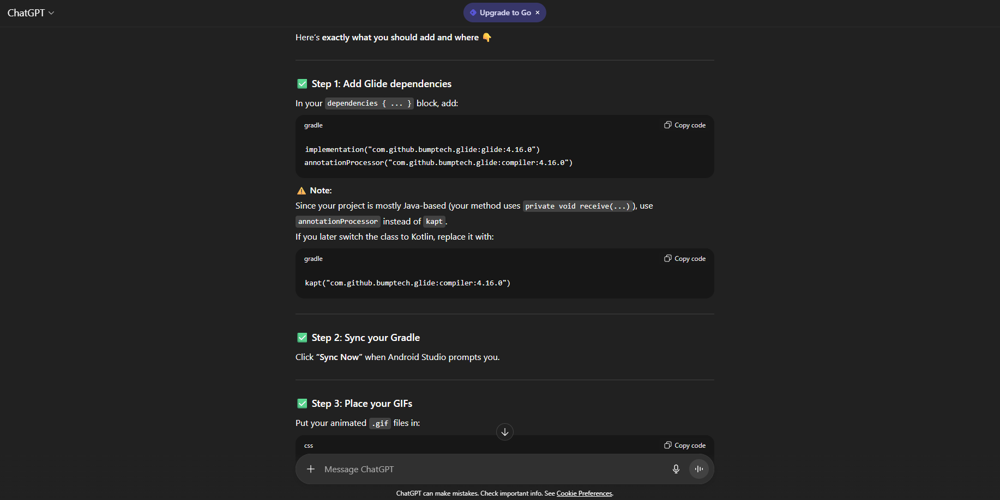 ChatGPT
Upgrade to Go ×
Here’s exactly what you should add and where 👇
✅ Step 1: Add Glide dependencies
In your dependencies { ... } block, add:
gradle
Copy code
implementation("com.github.bumptech.glide:glide:4.16.0")
annotationProcessor("com.github.bumptech.glide:compiler:4.16.0")
⚠️ Note:
Since your project is mostly Java-based (your method uses private void receive(...)), use
annotationProcessor instead of kapt.
If you later switch the class to Kotlin, replace it with:
gradle
Copy code
kapt("com.github.bumptech.glide:compiler:4.16.0")
✅ Step 2: Sync your Gradle
Click “Sync Now” when Android Studio prompts you.
✅ Step 3: Place your GIFs
Put your animated .gif files in:
css
Copy code
Message ChatGPT
ChatGPT can make mistakes. Check important info. See Cookie Preferences.